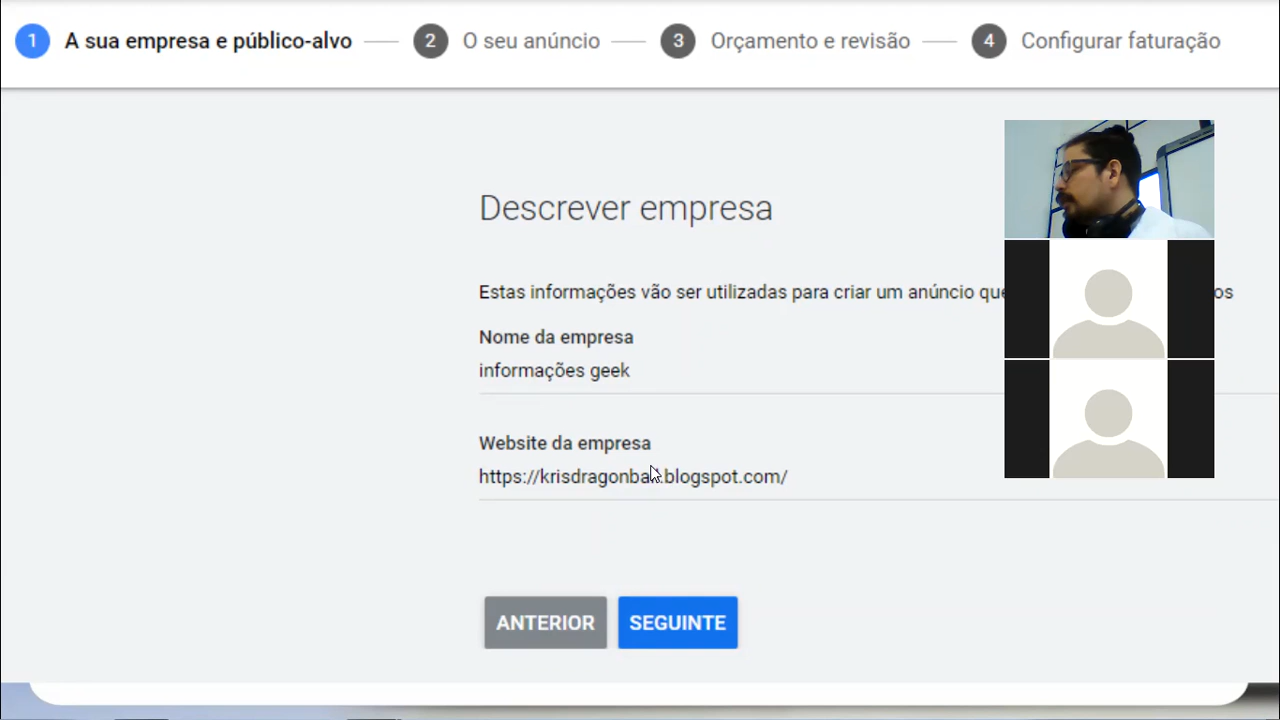 1 A sua empresa e público-alvo 2 O seu anúncio 3 Orçamento e revisão 4 Configurar faturação
Descrever empresa
Estas informações vão ser utilizadas para criar um anúncio
Nome da empresa
informações geek
Website da empresa
ANTERIOR SEGUINTE